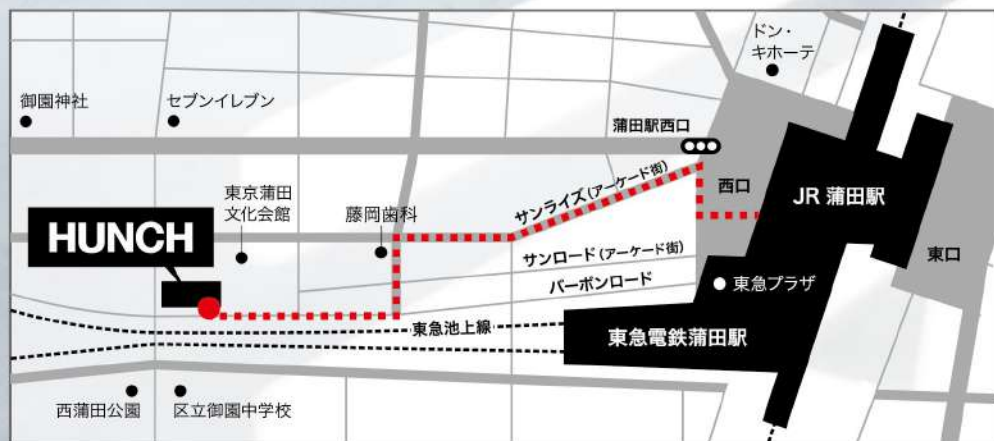 ドン・
キホーテ
御園神社
セブンイレブン
蒲田駅西口
東京蒲田
文化会館
藤岡歯科
サンライズ(アーケード街)
西口
JR 蒲田駅
HUNCH
サンロード(アーケード街)
東口
バーボンロード
東急プラザ
東急池上線
東急電鉄蒲田駅
西蒲田公園
区立御園中学校